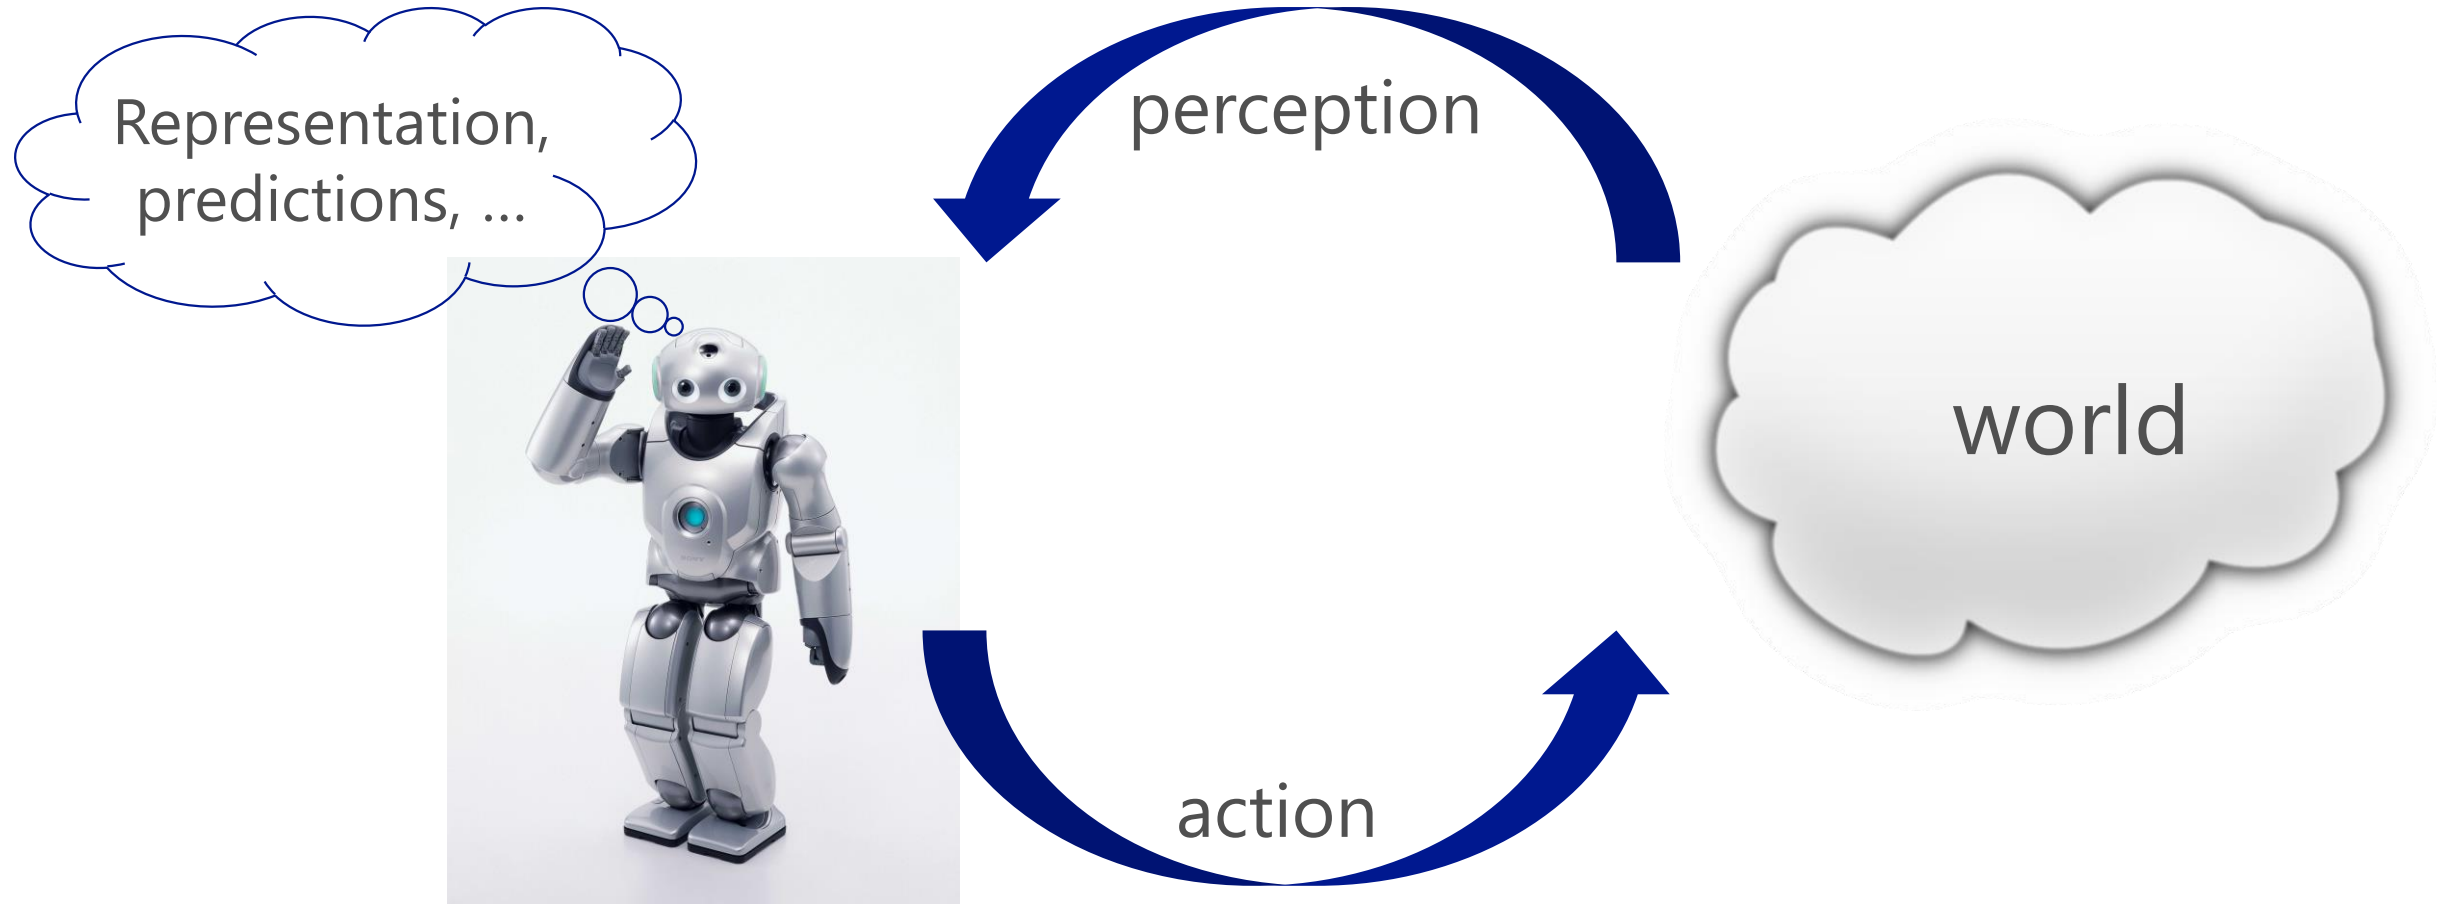 Representation,
predictions, ...
perception
world
action